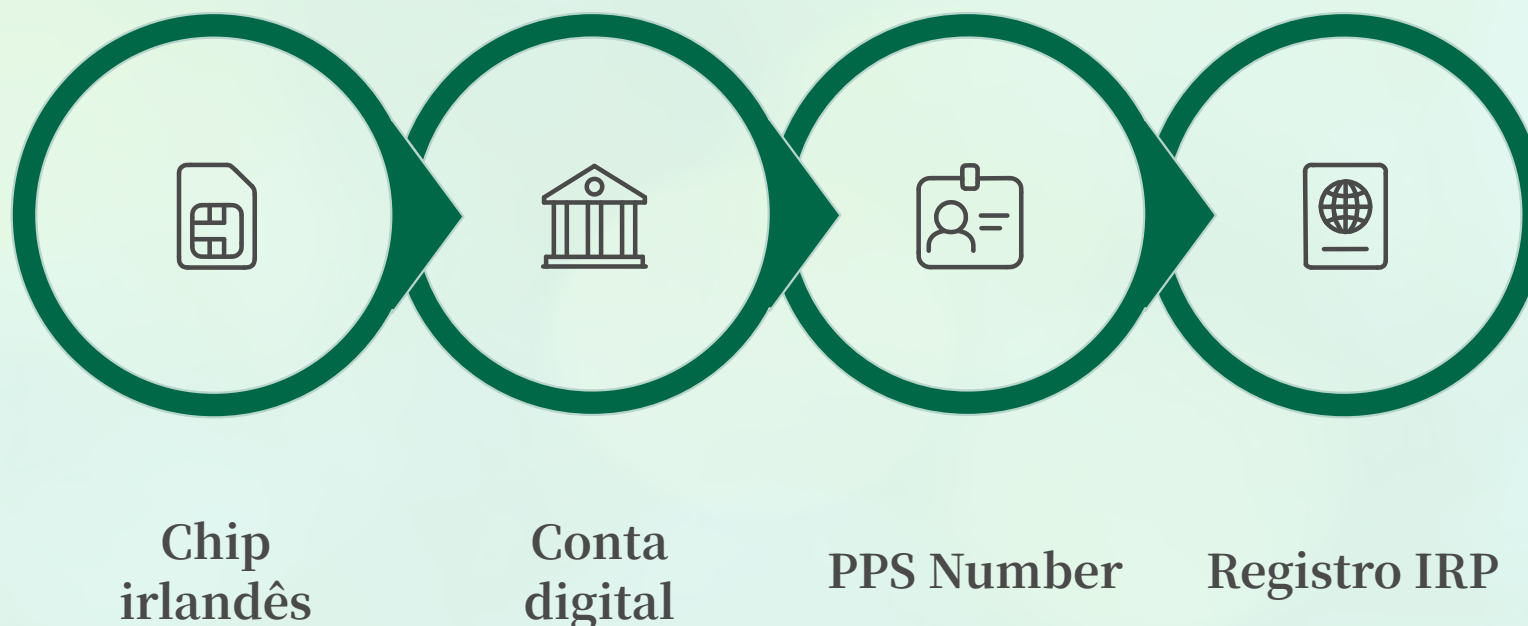 Chip
irlandês
Conta
digital
PPS Number
Registro IRP